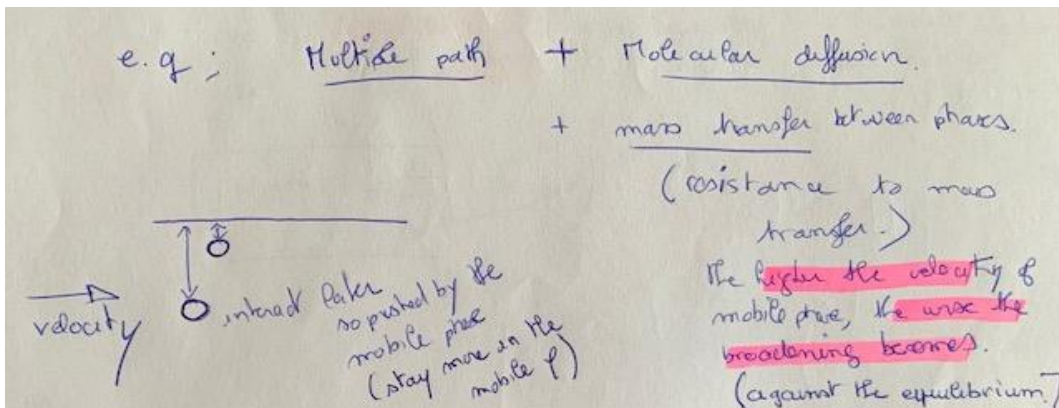 e.g; Multiple path + Molecular diffusion.
+ mass transfer between phases.
(resistance to mass
transfer.)
velocity
interact later
so pushed by the
mobile phase
(stay more in the
mobile φ)
the higher the velocity of
mobile phase, the worse the
broadening becomes.
(against the equilibrium.)